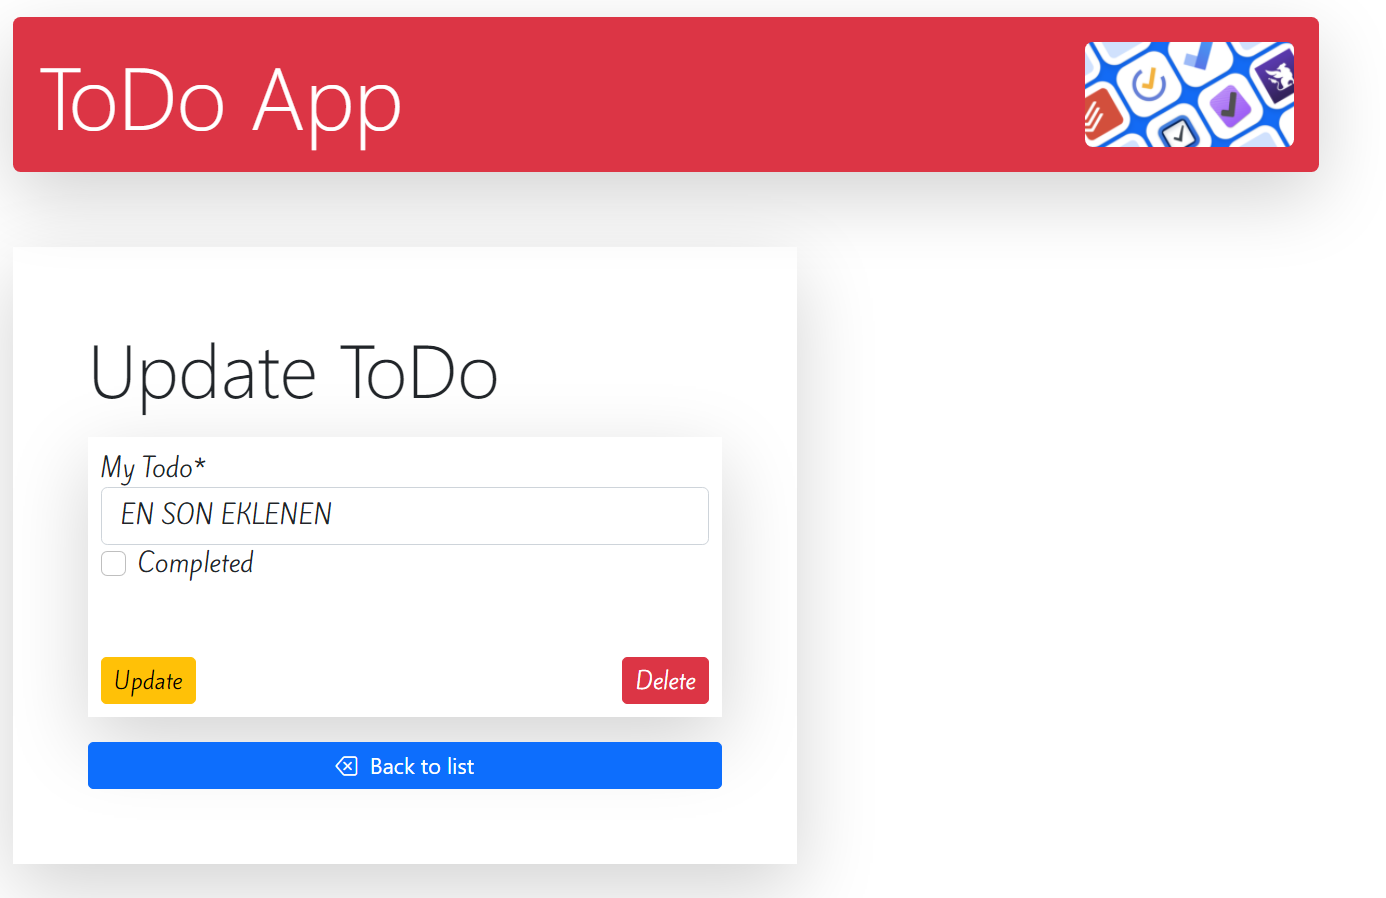 ToDo App
Update ToDo
My Todo*
EN SON EKLENEN
Completed
Update
Delete
Back to list